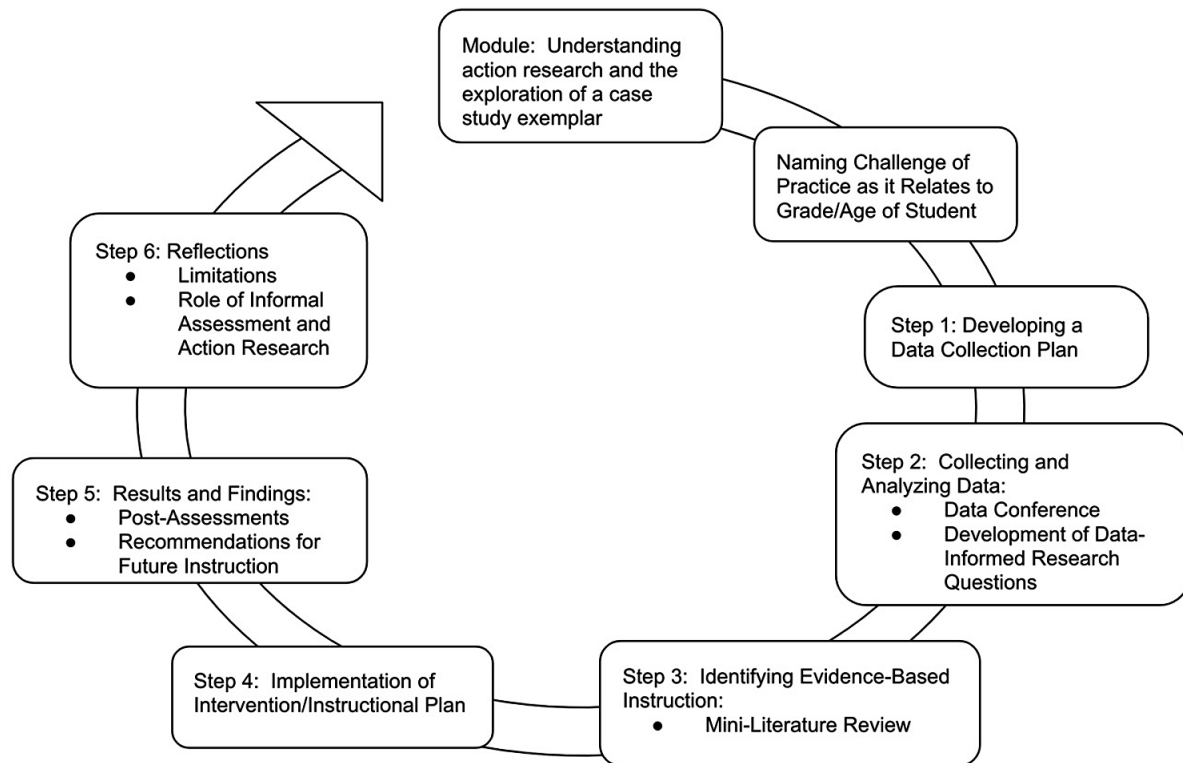 Module:  Understanding
action research and the
exploration of a case
study exemplar
Naming Challenge of
Practice as it Relates to
Grade/Age of Student
Step 1: Developing a
Data Collection Plan
Step 2:  Collecting and
Analyzing Data:
● Data Conference
● Development of Data-
Informed Research
Questions
Step 3:  Identifying Evidence-Based
Instruction:
● Mini-Literature Review
Step 4:  Implementation of
Intervention/Instructional Plan
Step 5:  Results and Findings:
● Post-Assessments
● Recommendations for
Future Instruction
Step 6: Reflections
● Limitations
● Role of Informal
Assessment and
Action Research